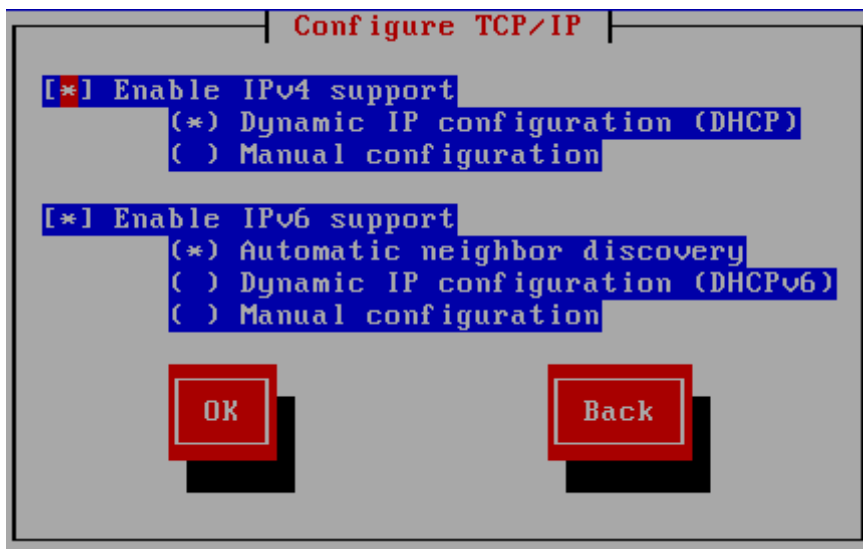 Configure TCP/IP
[*] Enable IPv4 support
(*) Dynamic IP configuration (DHCP)
( ) Manual configuration
[*] Enable IPv6 support
(*) Automatic neighbor discovery
( ) Dynamic IP configuration (DHCPv6)
( ) Manual configuration
OK Back